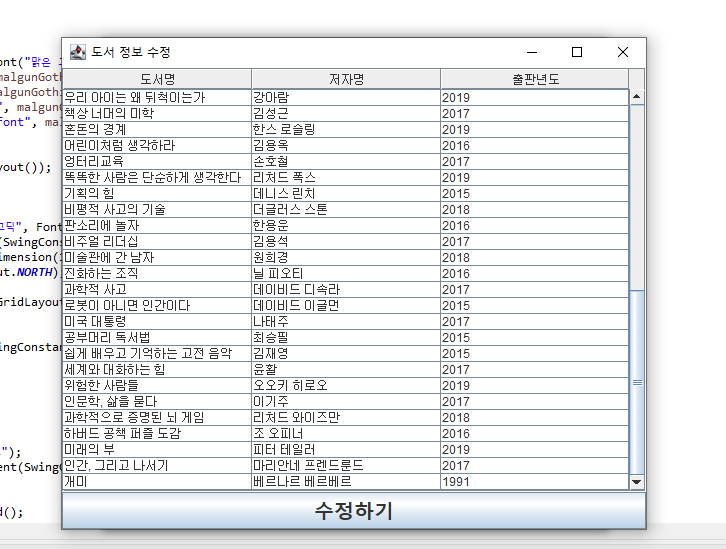 도서 정보 수정
도서명 저자명 출판년도
우리 아이는 왜 뒤척이는가 강아람 2019
책상 너머의 미학 김성근 2017
혼돈의 경계 한스 로슬링 2019
어린이처럼 생각하라 김용옥 2016
엉터리교육 손호철 2017
똑똑한 사람은 단순하게 생각한다 리처드 폭스 2019
기획의 힘 데니스 린치 2015
비평적 사고의 기술 더글러스 스톤 2018
판소리에 놀자 한용운 2016
비주얼 리더십 김용석 2017
미술관에 간 남자 원희경 2018
진화하는 조직 닐 피오티 2016
과학적 사고 데이비드 디속라 2017
로봇이 아니면 인간이다 데이비드 이글먼 2015
미국 대통령 나태주 2017
공부머리 독서법 최승필 2015
쉽게 배우고 기억하는 고전 음악 김재영 2015
세계와 대화하는 힘 윤활 2017
위험한 사람들 오오키 히로오 2019
인문학, 삶을 묻다 이기주 2017
과학적으로 증명된 뇌 게임 리처드 와이즈만 2018
하버드 공책 퍼즐 도감 조 오피너 2016
미래의 부 피터 테일러 2019
인간, 그리고 나서기 마리안네 프렌드룬드 2017
개미 베르나르 베르베르 1991
수정하기
ont("맑은
malgunGoth
malgunGothi
", malgun
font", ma
yout());
고딕", Font
(SwingCons
imension(
ut.NORTH)
GridLayout
ingConstan
");
ent(SwingC
d();